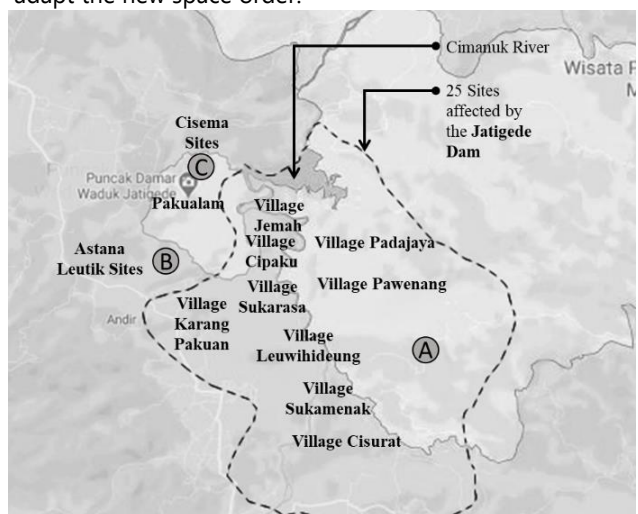 adapt the new space order.
Cimanuk River
Wisata
25 Sites
affected by
the Jatigede
Dam
Cisema
Sites
C
Puncak Damar
Waduk Jatigede
Pakualam
Village
Jemah
Village
Cipaku
Village Padajaya
Astana
Leutik Sites
B
Village
Sukarasa
Village Pawenang
Andir
Village
Karang
Pakuan
Village
Leuwihideung
A
Village
Sukamenak
Village Cisurat